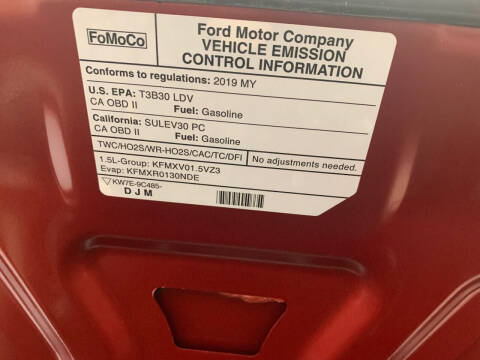 FoMoCo
Ford Motor Company
VEHICLE EMISSION
CONTROL INFORMATION
Conforms to regulations: 2019 MY
U.S. EPA: T3B30 LDV
CA OBD II Fuel: Gasoline
California: SULEV30 PC
CA OBD II Fuel: Gasoline
TWC/HO2S/WR-HO2S/CAC/TC/DFI No adjustments needed.
1.5L-Group: KFMXV01.5VZ3
Evap: KFMXR0130NDE
KW7E-9C485-
DJM